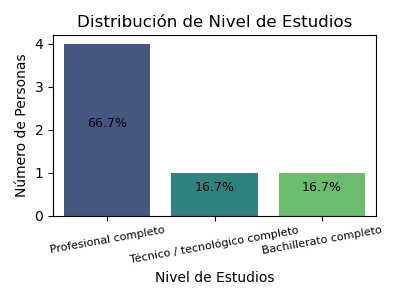 Distribución de Nivel de Estudios
Número de Personas
4
3
2
1
0
66.7%
16.7%
16.7%
Profesional completo
Técnico / tecnológico completo
Bachillerato completo
Nivel de Estudios